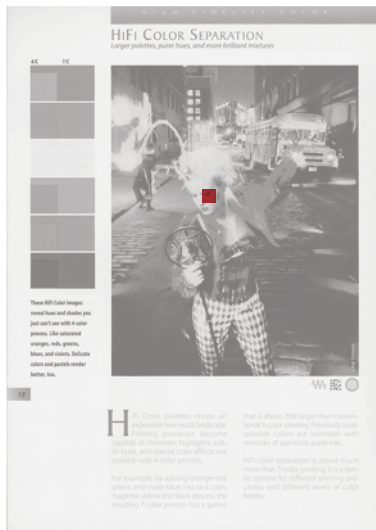 HIGH FIDELITY COLOR
HIFI COLOR SEPARATION
Larger palettes, purer hues, and more brilliant mixtures
4/C 7/C
These HiFi Color images
reveal hues and shades you
just can't see with 4-color
process. Like saturated
oranges, reds, greens,
blues, and violets. Delicate
colors and pastels render
better, too.
10
HiFi Color palettes create an
expansive new visual landscape.
Printing processes become
capable of chromatic highlights, sub-
tle hues, and special color effects not
possible with 4-color process.
For example, by adding orange-red,
green, and violet-blue inks to a cyan,
magenta, yellow and black process, the
resulting 7-color process has a gamut
that is about 20% larger than conven-
tional 4-color printing. Previously unat-
tainable colors are printable with
mixtures of spectrally purer inks.
HiFi color separation is about much
more than 7-color printing. It is a fam-
ily options for different printing pro-
cesses and different levels of color
fidelity.